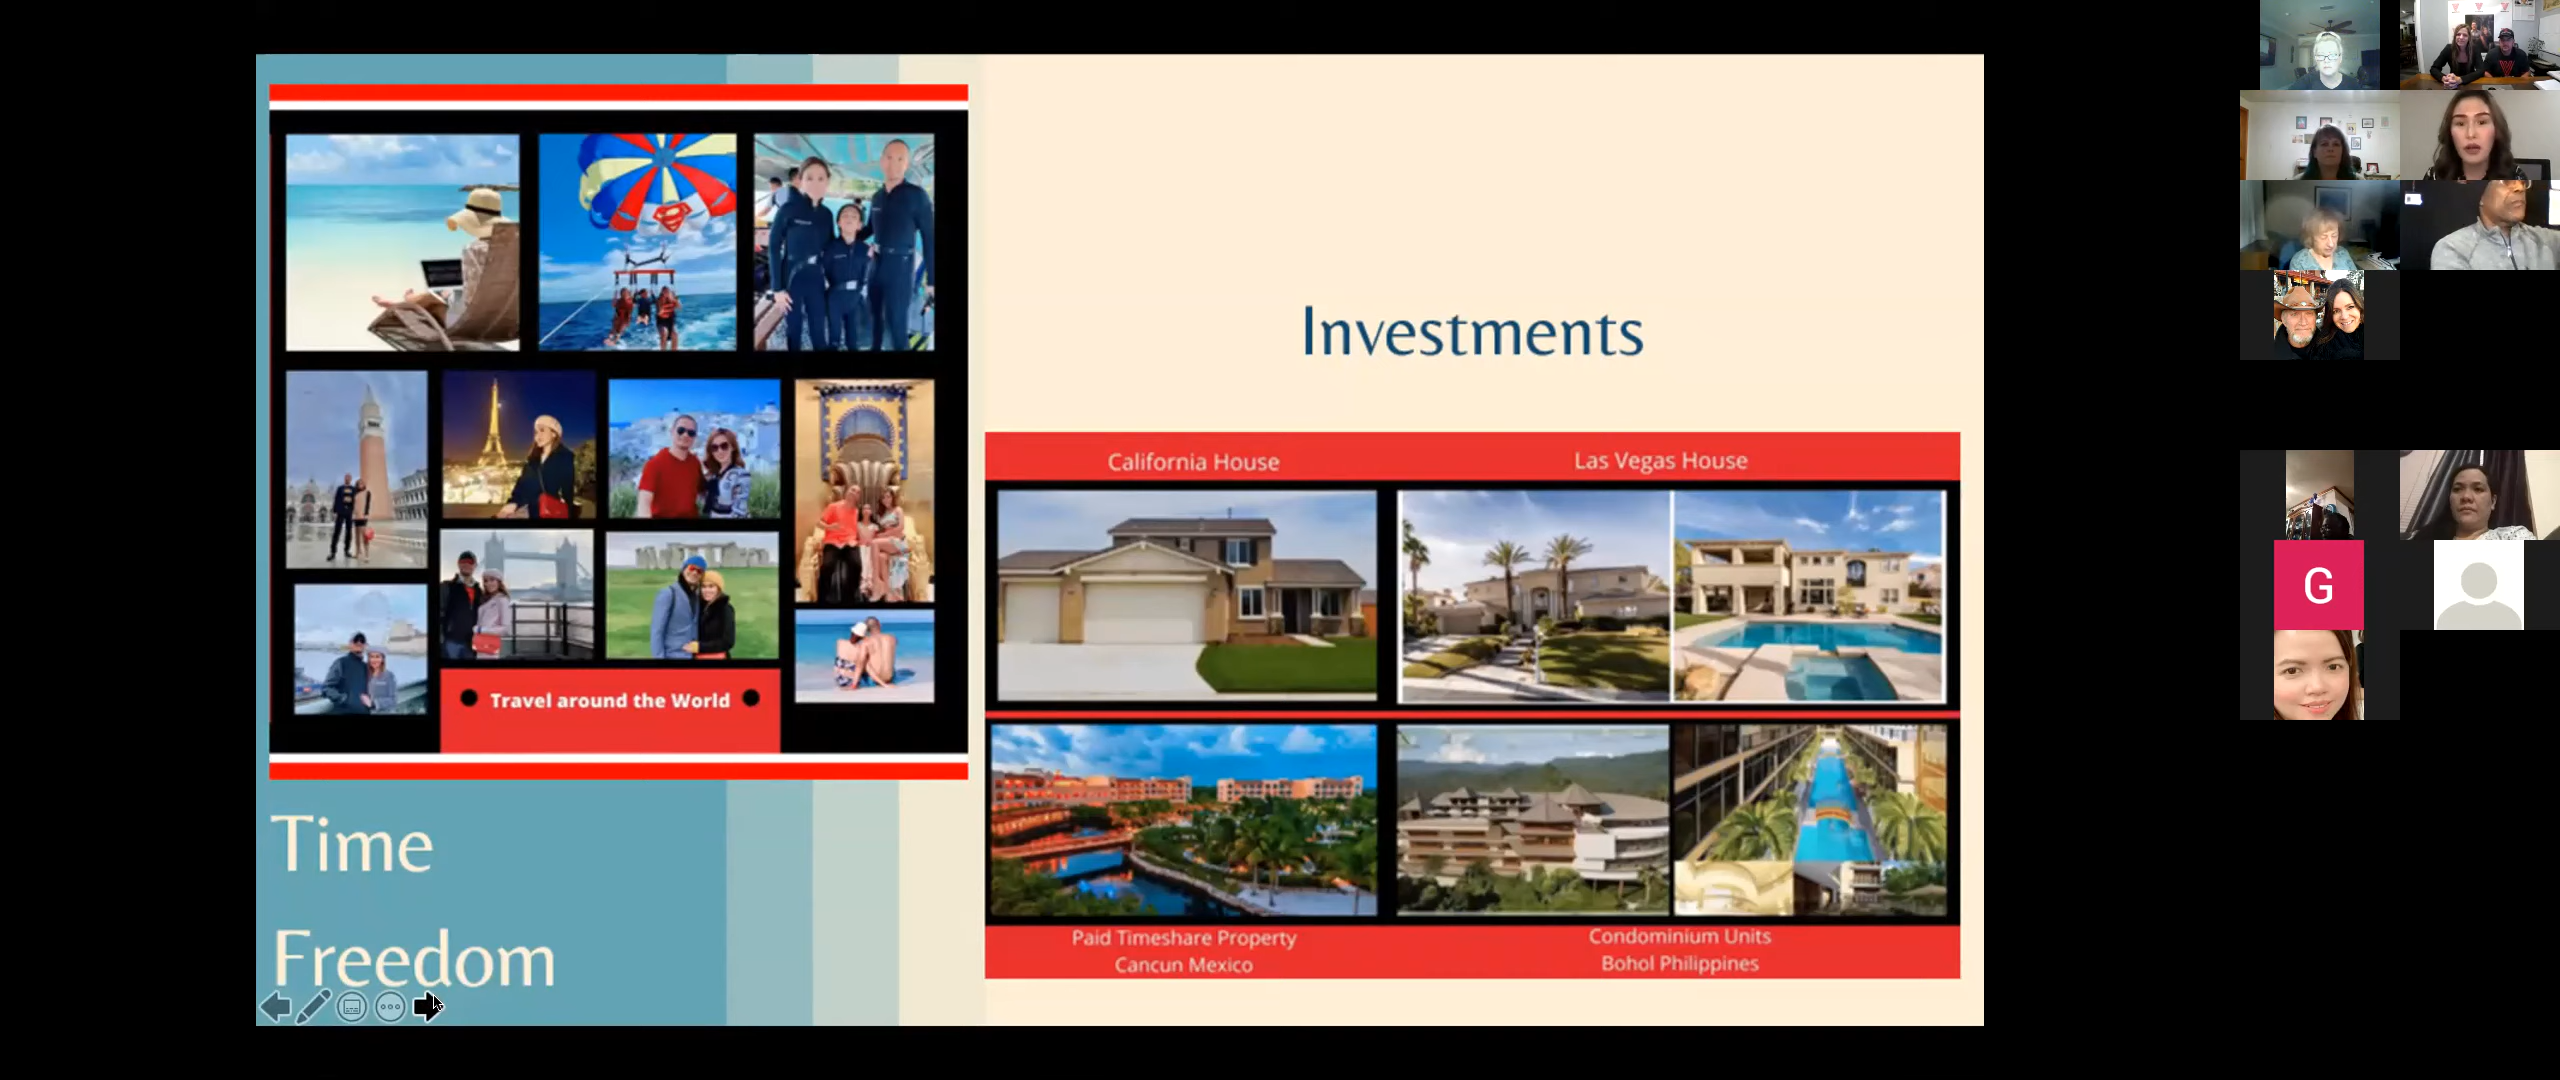 Travel around the World
Time
Freedom
Investments
California House
Las Vegas House
Paid Timeshare Property
Cancun Mexico
Condominium Units
Bohol Philippines
G